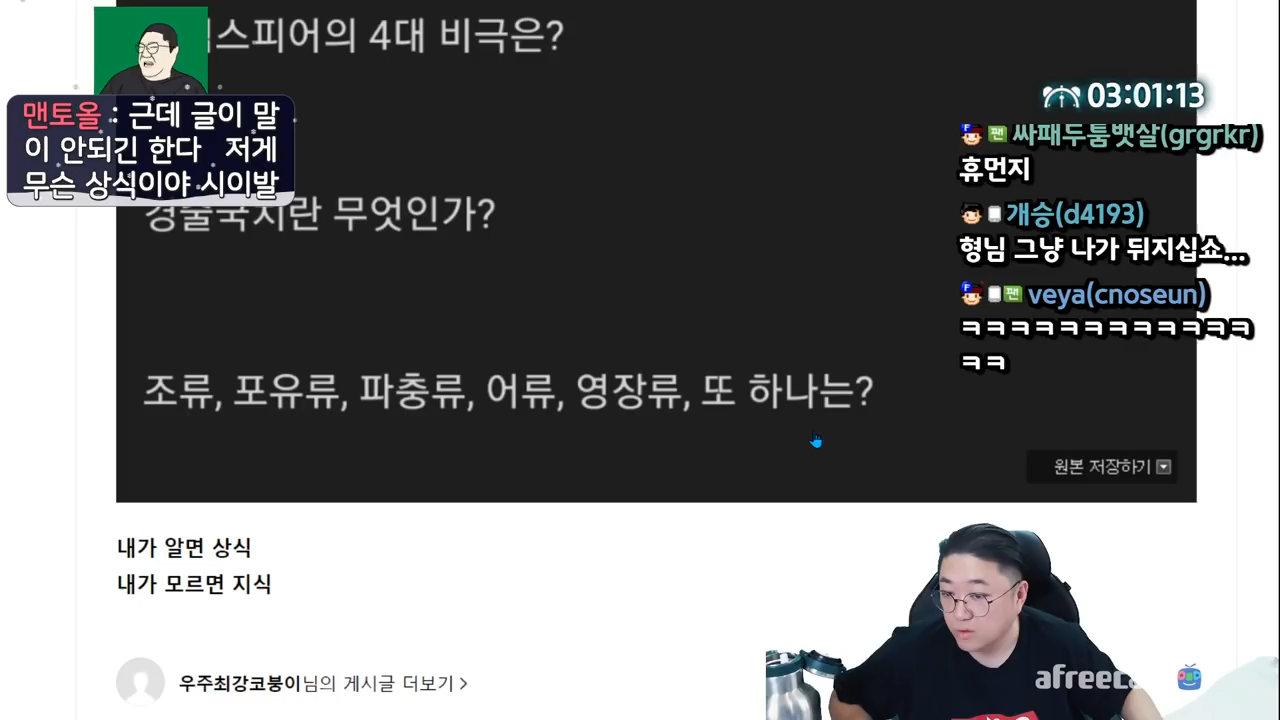 스피어의 4대 비극은?
맨토올 : 근데 글이 말
이 안되긴 한다 저게
무슨 상식이야 시이발
경술국치란 무엇인가?
조류, 포유류, 파충류, 어류, 영장류, 또 하나는?
원본 저장하기
내가 알면 상식
내가 모르면 지식
우주최강코붕이님의 게시글 더보기 >
03:01:13
F 팬 싸패두툼뱃살(grgrkr)
휴먼지
개승(d4193)
형님 그냥 나가 뒤지십쇼...
F 팬 veya(cnoseun)
ㅋㅋㅋㅋㅋㅋㅋㅋㅋㅋㅋㅋ
ㅋㅋ